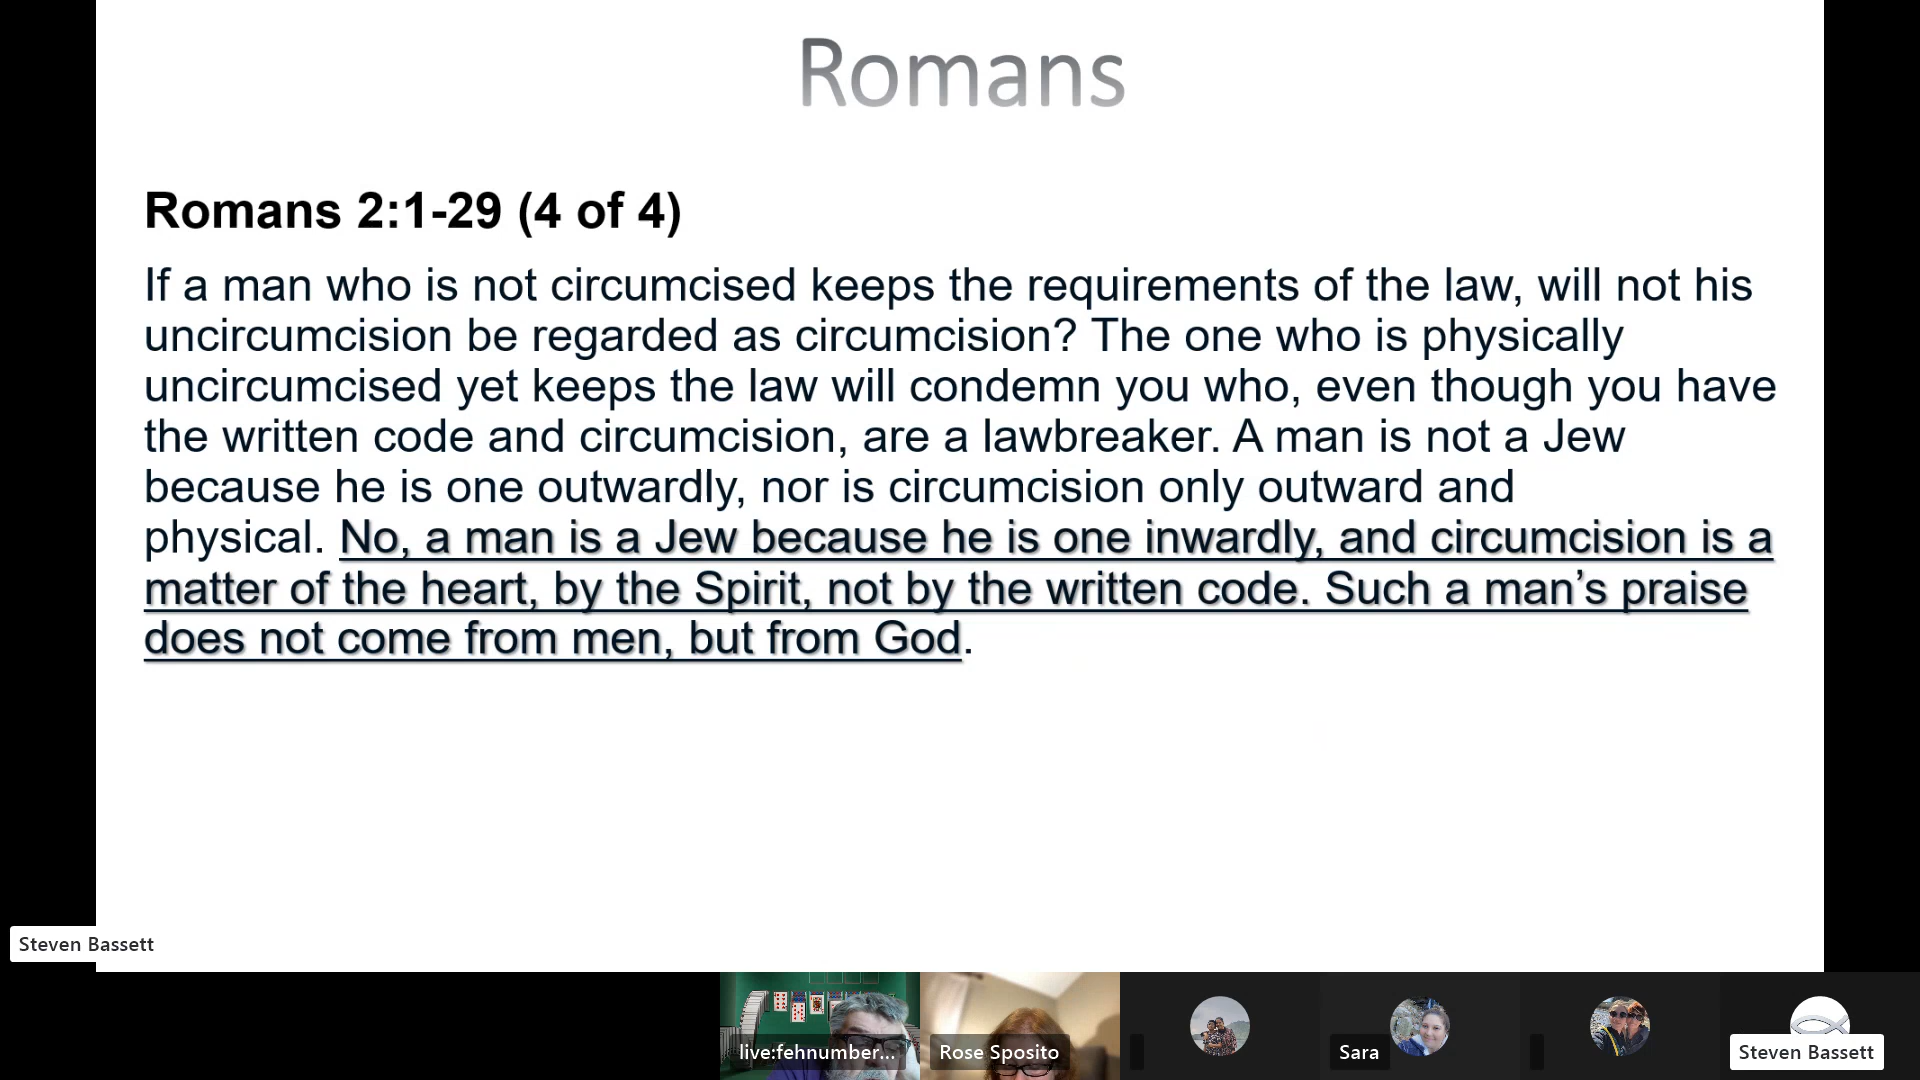 Romans
Romans 2:1-29 (4 of 4)
If a man who is not circumcised keeps the requirements of the law, will not his
uncircumcision be regarded as circumcision? The one who is physically
uncircumcised yet keeps the law will condemn you who, even though you have
the written code and circumcision, are a lawbreaker. A man is not a Jew
because he is one outwardly, nor is circumcision only outward and
physical. No, a man is a Jew because he is one inwardly, and circumcision is a
matter of the heart, by the Spirit, not by the written code. Such a man’s praise
does not come from men, but from God.
Steven Bassett
live:fehnumber...
Rose Sposito
Sara
Steven Bassett